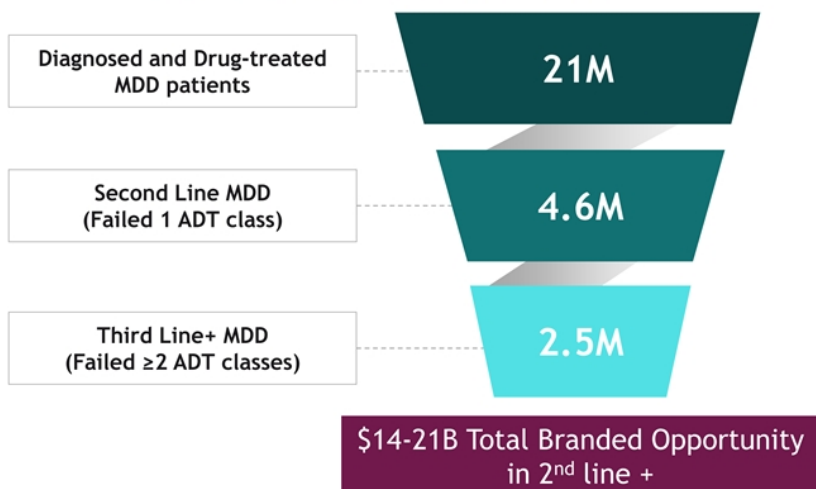 Diagnosed and Drug-treated
MDD patients
21M
Second Line MDD
(Failed 1 ADT class)
4.6M
Third Line+ MDD
(Failed ≥2 ADT classes)
2.5M
$14-21B Total Branded Opportunity
in 2nd line +